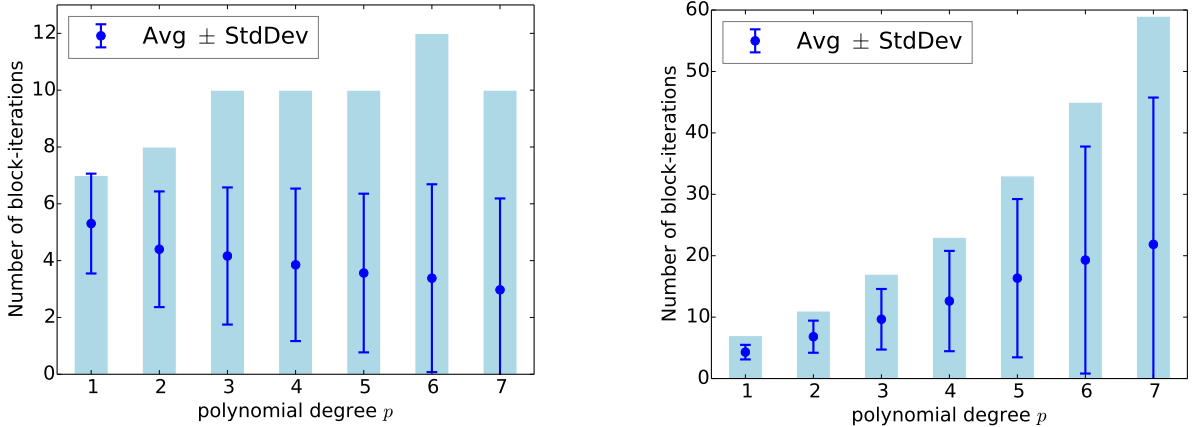 Avg ± StdDev
Number of block-iterations
12
10
8
6
4
2
0
1 2 3 4 5 6 7
polynomial degree p
Avg ± StdDev
Number of block-iterations
60
50
40
30
20
10
0
1 2 3 4 5 6 7
polynomial degree p